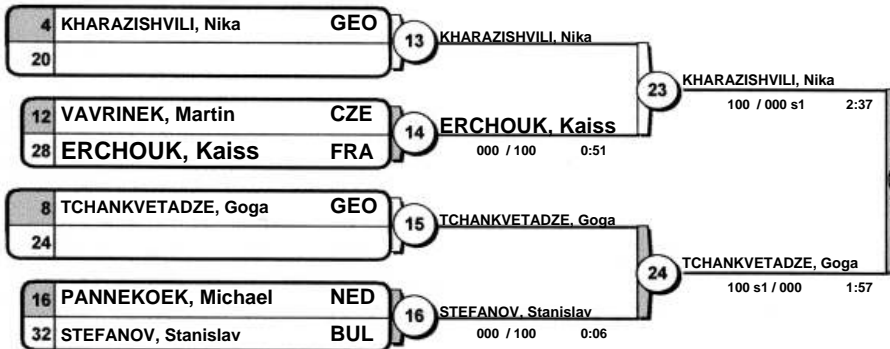 4 KHARAZISHVILI, Nika GEO
20
13
KHARAZISHVILI, Nika
12 VAVRINEK, Martin CZE
28 ERCHOUK, Kaiss FRA
14
ERCHOUK, Kaiss
000 / 100 0:51
23
KHARAZISHVILI, Nika
100 / 000 s1 2:37
8 TCHANKVETADZE, Goga GEO
24
15
TCHANKVETADZE, Goga
16 PANNEKOEK, Michael NED
32 STEFANOV, Stanislav BUL
16
STEFANOV, Stanislav
000 / 100 0:06
24
TCHANKVETADZE, Goga
100 s1 / 000 1:57